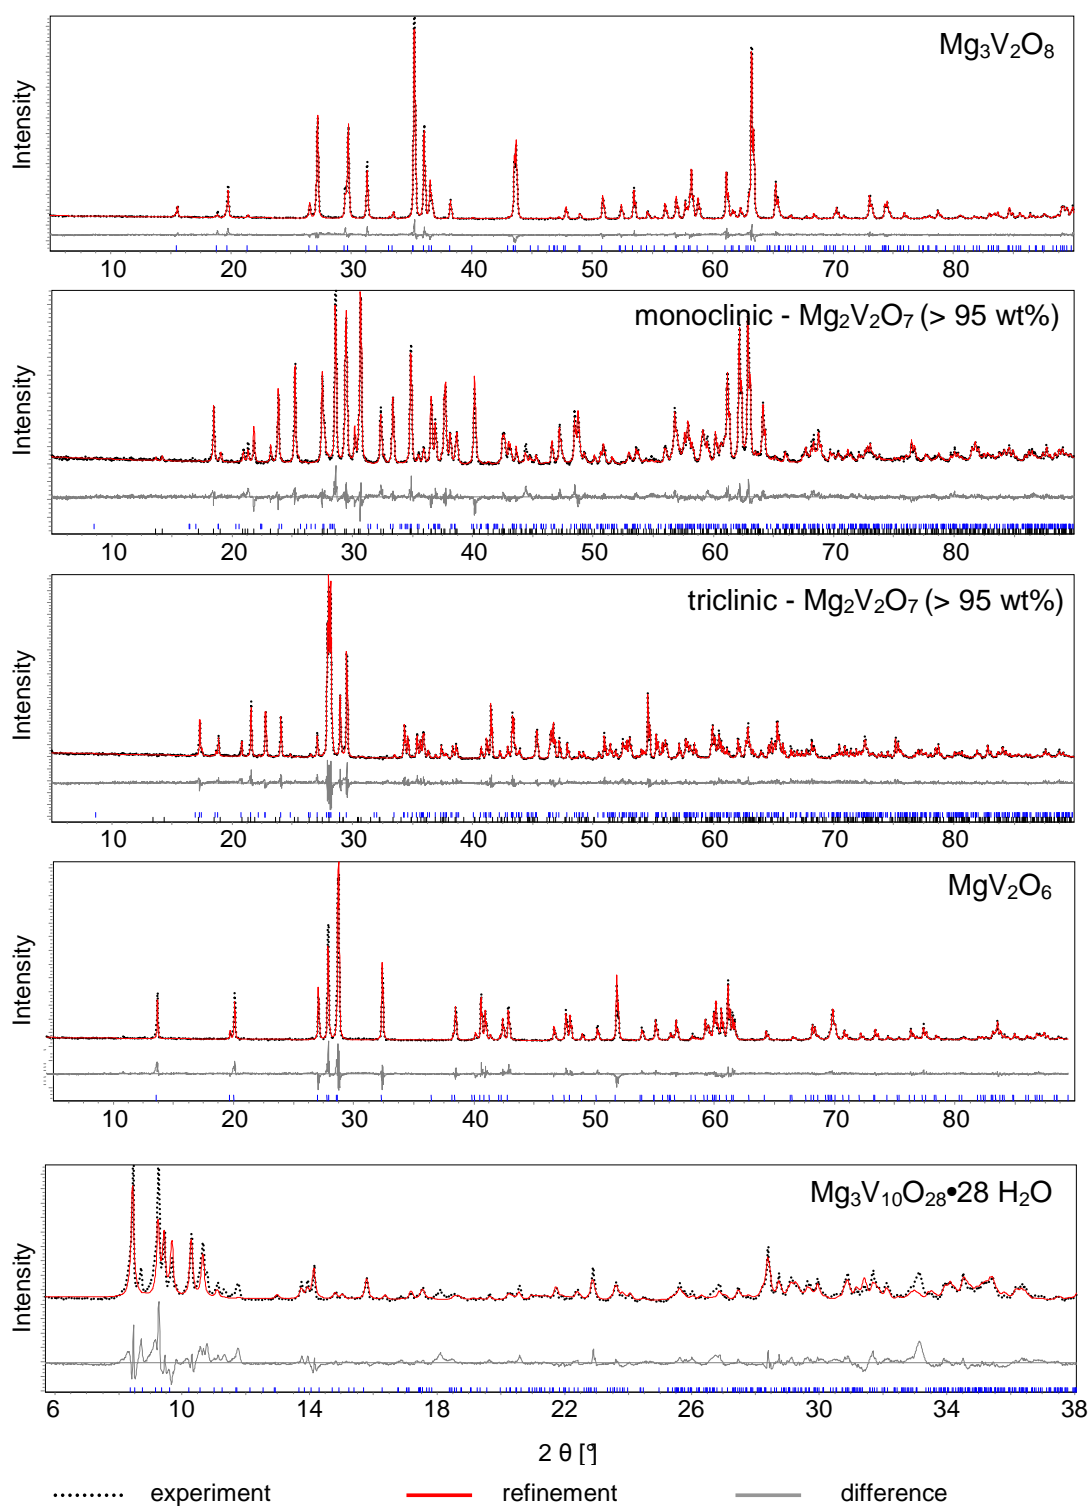 Mg₃V₂O₈
Intensity
10 20 30 40 50 60 70 80
monoclinic - Mg₂V₂O₇ (> 95 wt%)
Intensity
10 20 30 40 50 60 70 80
triclinic - Mg₂V₂O₇ (> 95 wt%)
Intensity
10 20 30 40 50 60 70 80
MgV₂O₆
Intensity
10 20 30 40 50 60 70 80
Mg₃V₁₀O₂₈•28 H₂O
Intensity
6 10 14 18 22 26 30 34 38
2 θ [°]
experiment refinement difference